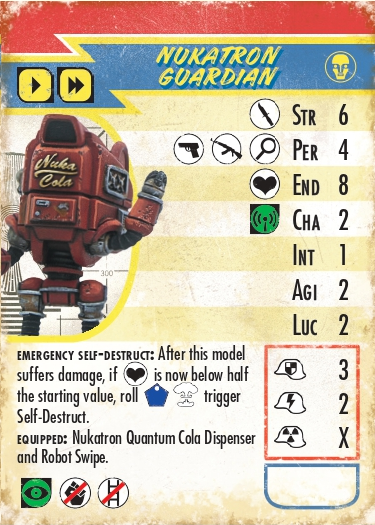 NUKATRON
GUARDIAN
STR 6
PER 4
END 8
CHA 2
INT 1
AGI 2
LUC 2
Nuka
Cola
300
EMERGENCY SELF-DESTRUCT: After this model
suffers damage, if is now below half
the starting value, roll trigger
Self-Destruct.
EQUIPPED: Nukatron Quantum Cola Dispenser
and Robot Swipe.
3
2
X